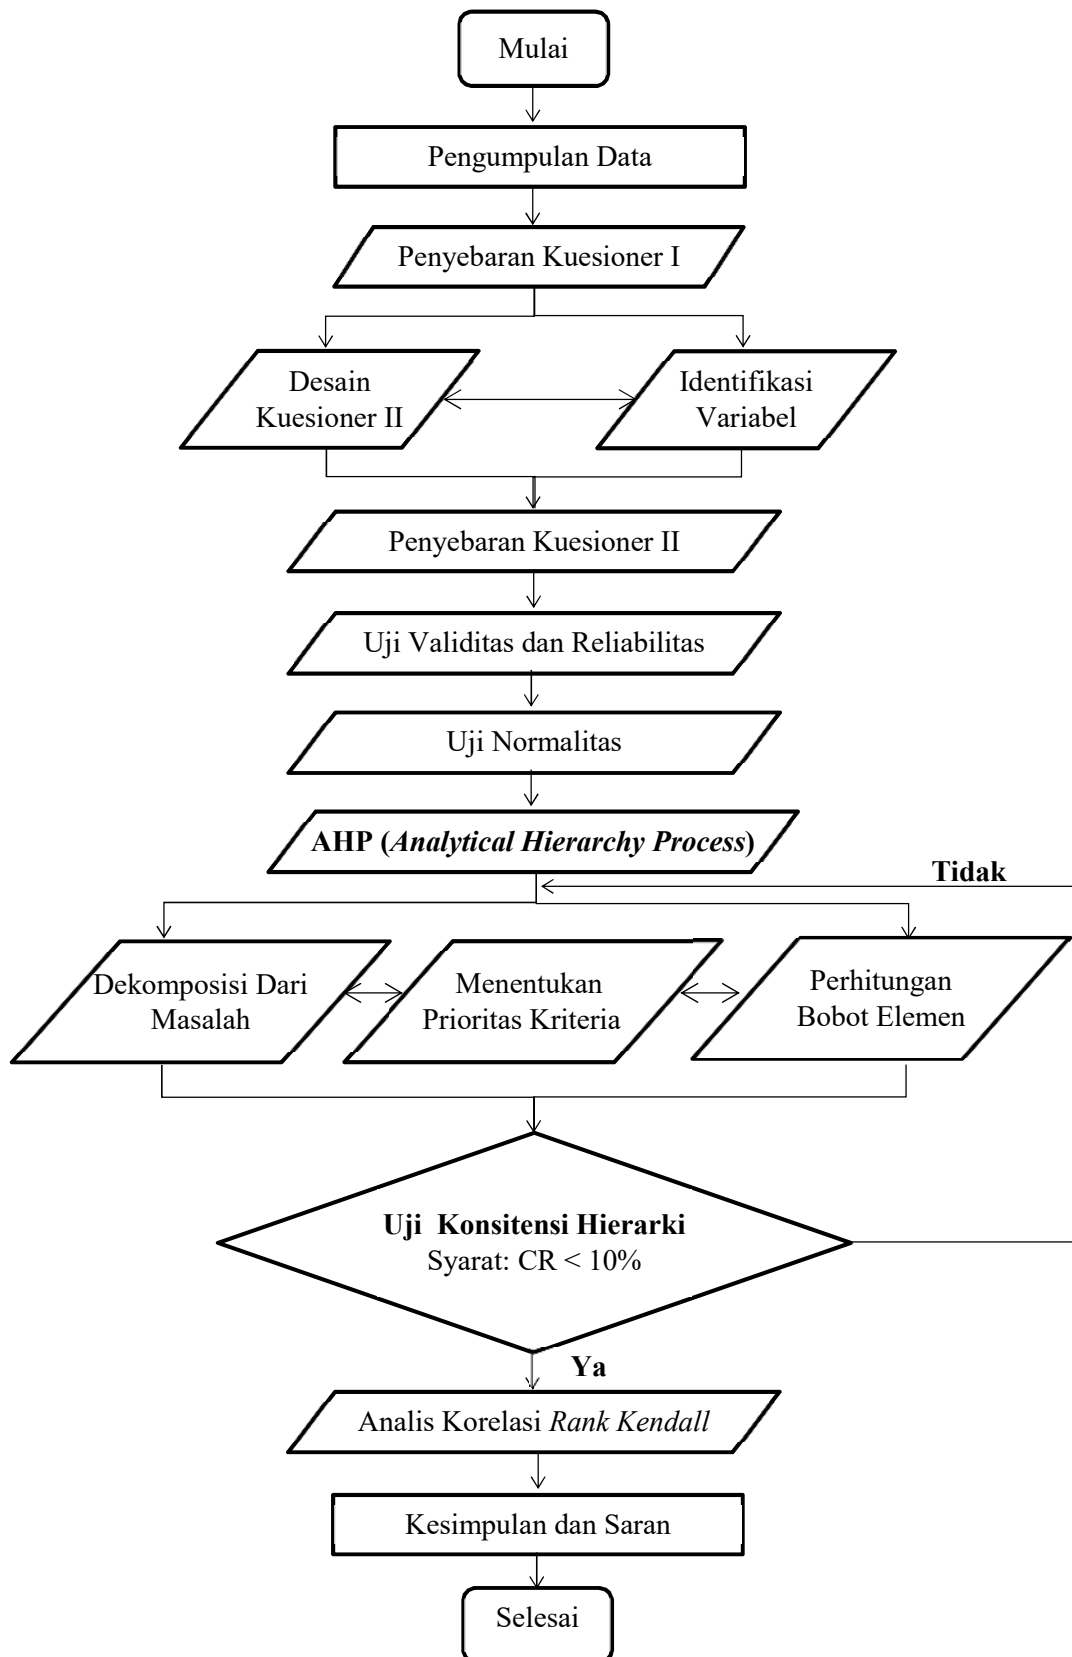 Mulai
Pengumpulan Data
Penyebaran Kuesioner I
Desain
Kuesioner II
Identifikasi
Variabel
Penyebaran Kuesioner II
Uji Validitas dan Reliabilitas
Uji Normalitas
AHP (Analytical Hierarchy Process)
Tidak
Dekomposisi Dari
Masalah
Menentukan
Prioritas Kriteria
Perhitungan
Bobot Elemen
Uji Konsitensi Hierarki
Syarat: CR < 10%
Ya
Analis Korelasi Rank Kendall
Kesimpulan dan Saran
Selesai